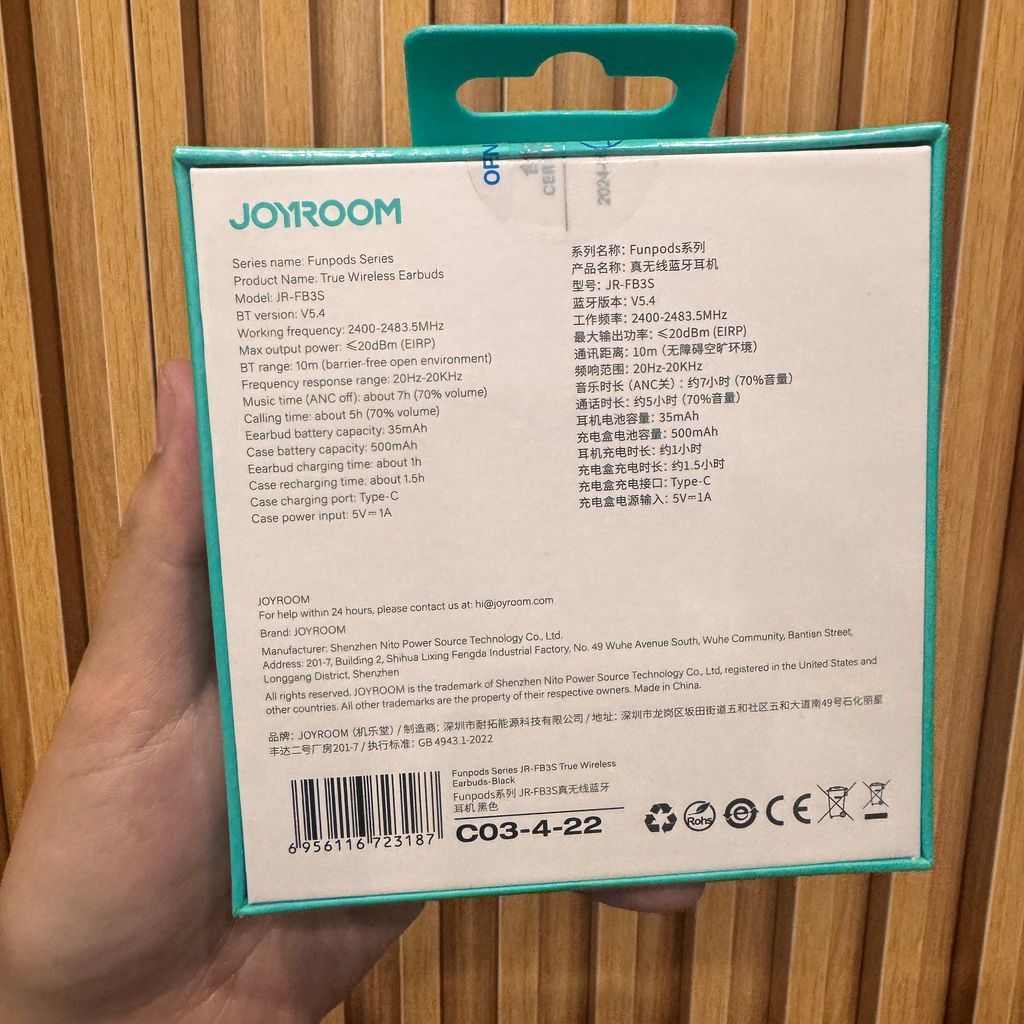 JOYROOM
Series name: Funpods Series
Product Name: True Wireless Earbuds
Model: JR-FB3S
BT version: V5.4
Working frequency: 2400-2483.5MHz
Max output power: ≤20dBm (EIRP)
BT range: 10m (barrier-free open environment)
Frequency response range: 20Hz-20KHz
Music time (ANC off): about 7h (70% volume)
Calling time: about 5h (70% volume)
Eearbud battery capacity: 35mAh
Case battery capacity: 500mAh
Eearbud charging time: about 1h
Case recharging time: about 1.5h
Case charging port: Type-C
Case power input: 5V⎓1A
系列名称：Funpods系列
产品名称：真无线蓝牙耳机
型号：JR-FB3S
蓝牙版本：V5.4
工作频率：2400-2483.5MHz
最大输出功率：≤20dBm (EIRP)
通讯距离：10m（无障碍空旷环境）
频响范围：20Hz-20KHz
音乐时长（ANC关）：约7小时（70%音量）
通话时长：约5小时（70%音量）
耳机电池容量：35mAh
充电盒电池容量：500mAh
耳机充电时长：约1小时
充电盒充电时长：约1.5小时
充电盒充电接口：Type-C
充电盒电源输入：5V⎓1A
JOYROOM
For help within 24 hours, please contact us at: hi@joyroom.com
Brand: JOYROOM
Manufacturer: Shenzhen Nito Power Source Technology Co., Ltd.
Address: 201-7, Building 2, Shihua Lixing Fengda Industrial Factory, No. 49 Wuhe Avenue South, Wuhe Community, Bantian Street,
Longgang District, Shenzhen
All rights reserved. JOYROOM is the trademark of Shenzhen Nito Power Source Technology Co., Ltd, registered in the United States and
other countries. All other trademarks are the property of their respective owners. Made in China.
品牌：JOYROOM（机乐堂）/ 制造商：深圳市耐拓能源科技有限公司 / 地址：深圳市龙岗区坂田街道五和社区五和大道南49号石化丽星
丰达二号厂房201-7 / 执行标准：GB 4943.1-2022
Funpods Series JR-FB3S True Wireless
Earbuds-Black
Funpods系列 JR-FB3S真无线蓝牙
耳机 黑色
C03-4-22
6 956116 723187
RoHS
CE